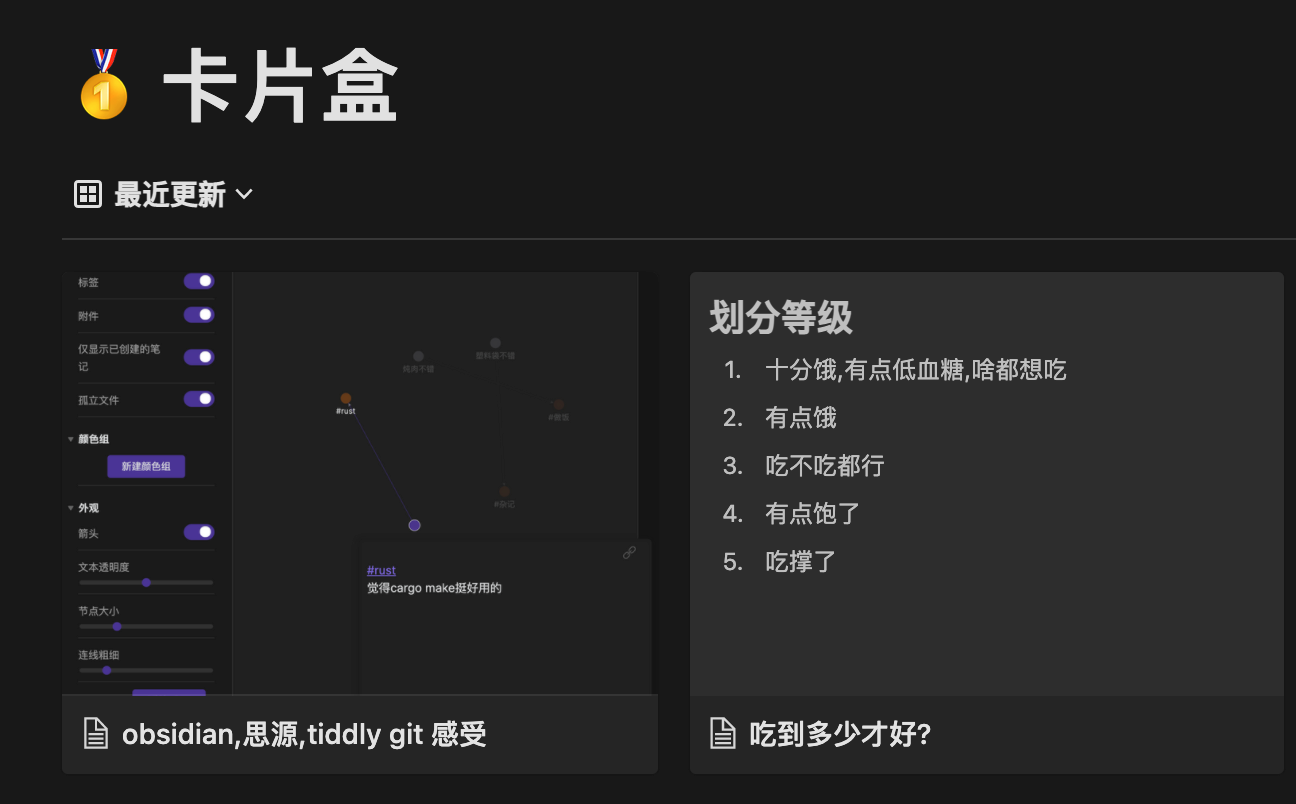 卡片盒
最近更新
标签
附件
仅显示已创建的笔
记
孤立文件
颜色组
新建颜色组
外观
箭头
文本透明度
节点大小
连线粗细
#rust
#做饭
#杂记
#rust
觉得cargo make挺好用的
obsidian,思源,tiddly git 感受
划分等级
1. 十分饿,有点低血糖,啥都想吃
2. 有点饿
3. 吃不吃都行
4. 有点饱了
5. 吃撑了
吃到多少才好?